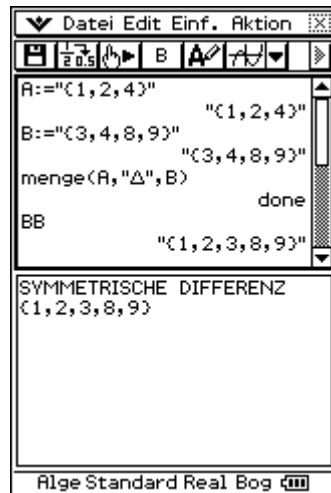 Datei Edit Einf. Aktion
B
A:="{1,2,4}"
"{1,2,4}"
B:="{3,4,8,9}"
"{3,4,8,9}"
menge(A,"Δ",B)
done
BB
"{1,2,3,8,9}"
SYMMETRISCHE DIFFERENZ
{1,2,3,8,9}
Alge Standard Real Bog